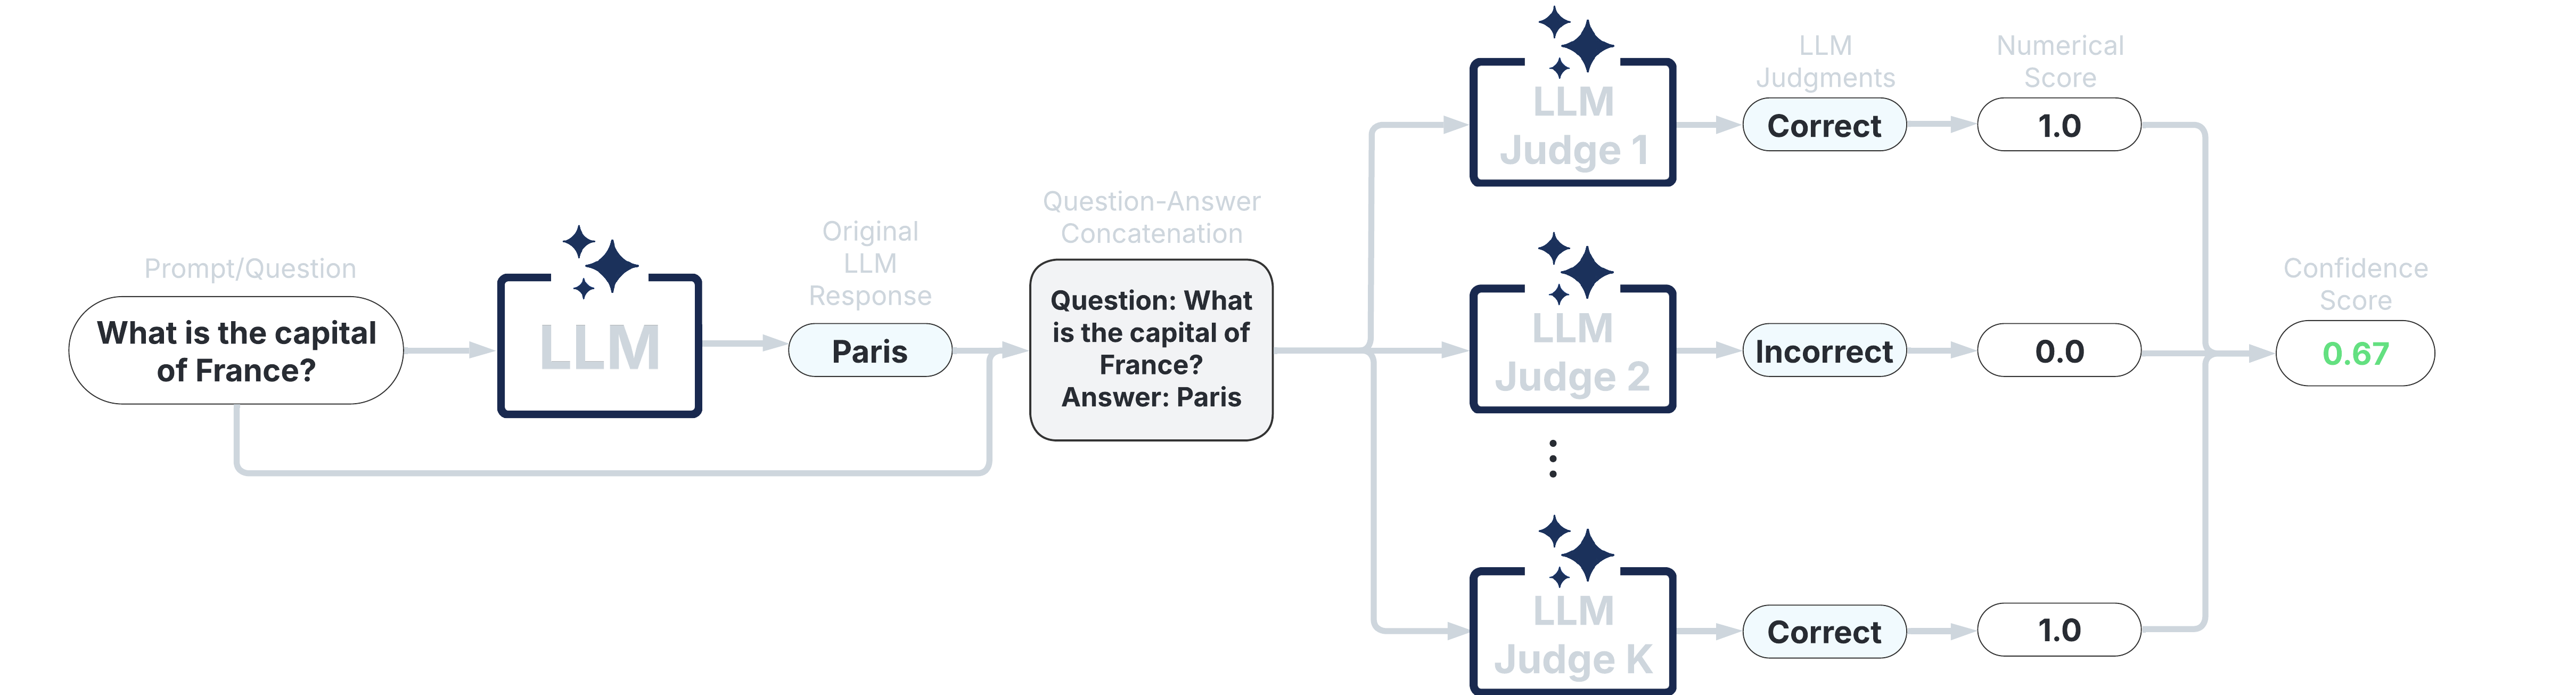 Prompt/Question
What is the capital
of France?
LLM
Original
LLM
Response
Paris
Question-Answer
Concatenation
Question: What
is the capital of
France?
Answer: Paris
LLM
Judge 1
LLM
Judgments
Correct
Numerical
Score
1.0
LLM
Judge 2
Incorrect
0.0
LLM
Judge K
Correct
1.0
Confidence
Score
0.67